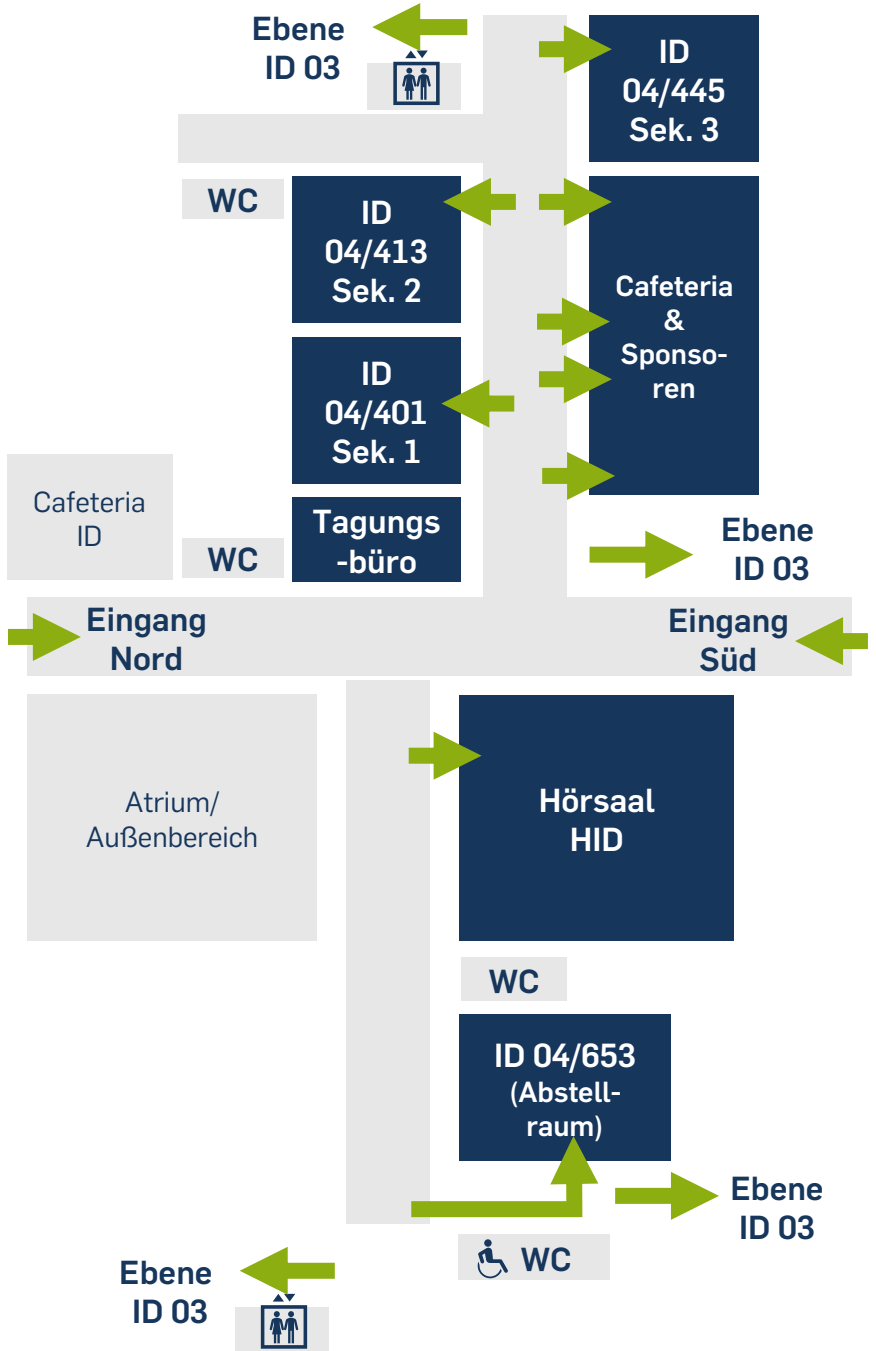 Ebene
ID 03
ID
04/445
Sek. 3
WC
ID
04/413
Sek. 2
Cafeteria
&
Sponso-
ren
ID
04/401
Sek. 1
Cafeteria
ID
WC
Tagungs
-büro
Ebene
ID 03
Eingang
Nord
Eingang
Süd
Atrium/
Außenbereich
Hörsaal
HID
WC
ID 04/653
(Abstell-
raum)
Ebene
ID 03
WC
Ebene
ID 03